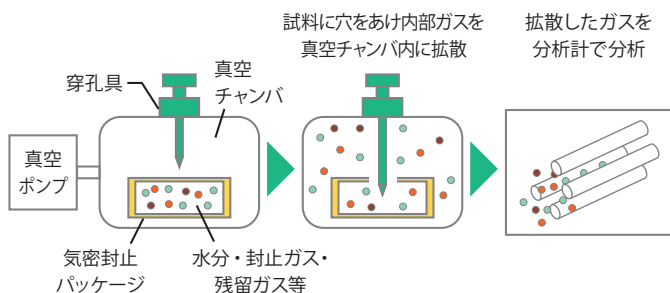 試料に穴をあけ内部ガスを
真空チャンバ内に拡散
拡散したガスを
分析計で分析
穿孔具
真空
チャンバ
真空
ポンプ
気密封止
パッケージ
水分・封止ガス・
残留ガス等